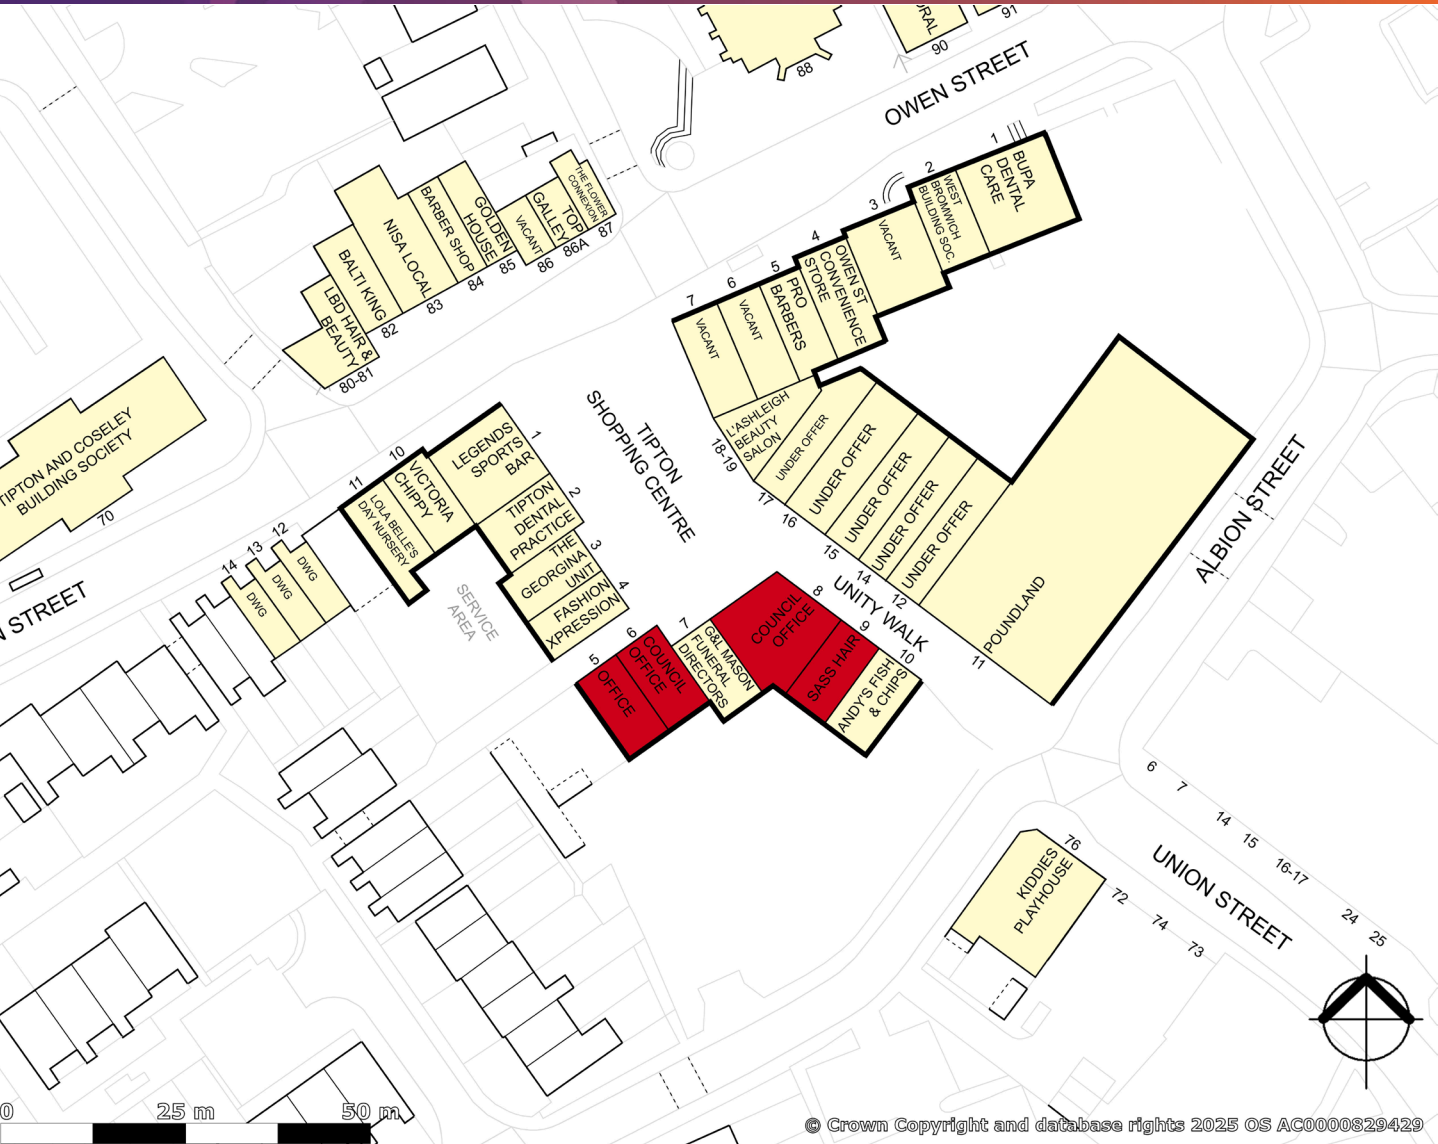 91
RAL
90
88
OWEN STREET
1
BUPA
DENTAL
CARE
2
WEST
BROMWICH
BUILDING SOC.
3
VACANT
4
OWEN ST
CONVENIENCE
STORE
5
PRO
BARBERS
6
VACANT
7
VACANT
THE FLOWER
CONNEXION
87
TOP
GALLEY
86A
VACANT
86
GOLDEN
HOUSE
85
BARBER SHOP
84
NISA LOCAL
83
BALTI KING
82
LBD HAIR &
BEAUTY
80-81
TIPTON AND COSELEY
BUILDING SOCIETY
70
N STREET
TIPTON
SHOPPING CENTRE
L'ASHLEIGH
BEAUTY
SALON
18-19
UNDER OFFER
17
UNDER OFFER
16
UNDER OFFER
15
UNDER OFFER
14
UNDER OFFER
12
POUNDLAND
11
ALBION STREET
UNITY WALK
LEGENDS
SPORTS
BAR
1
10
VICTORIA
CHIPPY
11
LOLA BELLE'S
DAY NURSERY
TIPTON
DENTAL
PRACTICE
2
THE
GEORGINA
UNIT
3
FASHION
XPRESSION
4
12
DWG
13
DWG
14
DWG
SERVICE
AREA
5
OFFICE
6
COUNCIL
OFFICE
7
G&L MASON
FUNERAL
DIRECTORS
8
COUNCIL
OFFICE
9
SASS HAIR
10
ANDY'S FISH
& CHIPS
6
7
14
15
16-17
24
25
UNION STREET
76
KIDDIES
PLAYHOUSE
72
74
73
0
25 m
50 m
© Crown Copyright and database rights 2025 OS AC0000829429